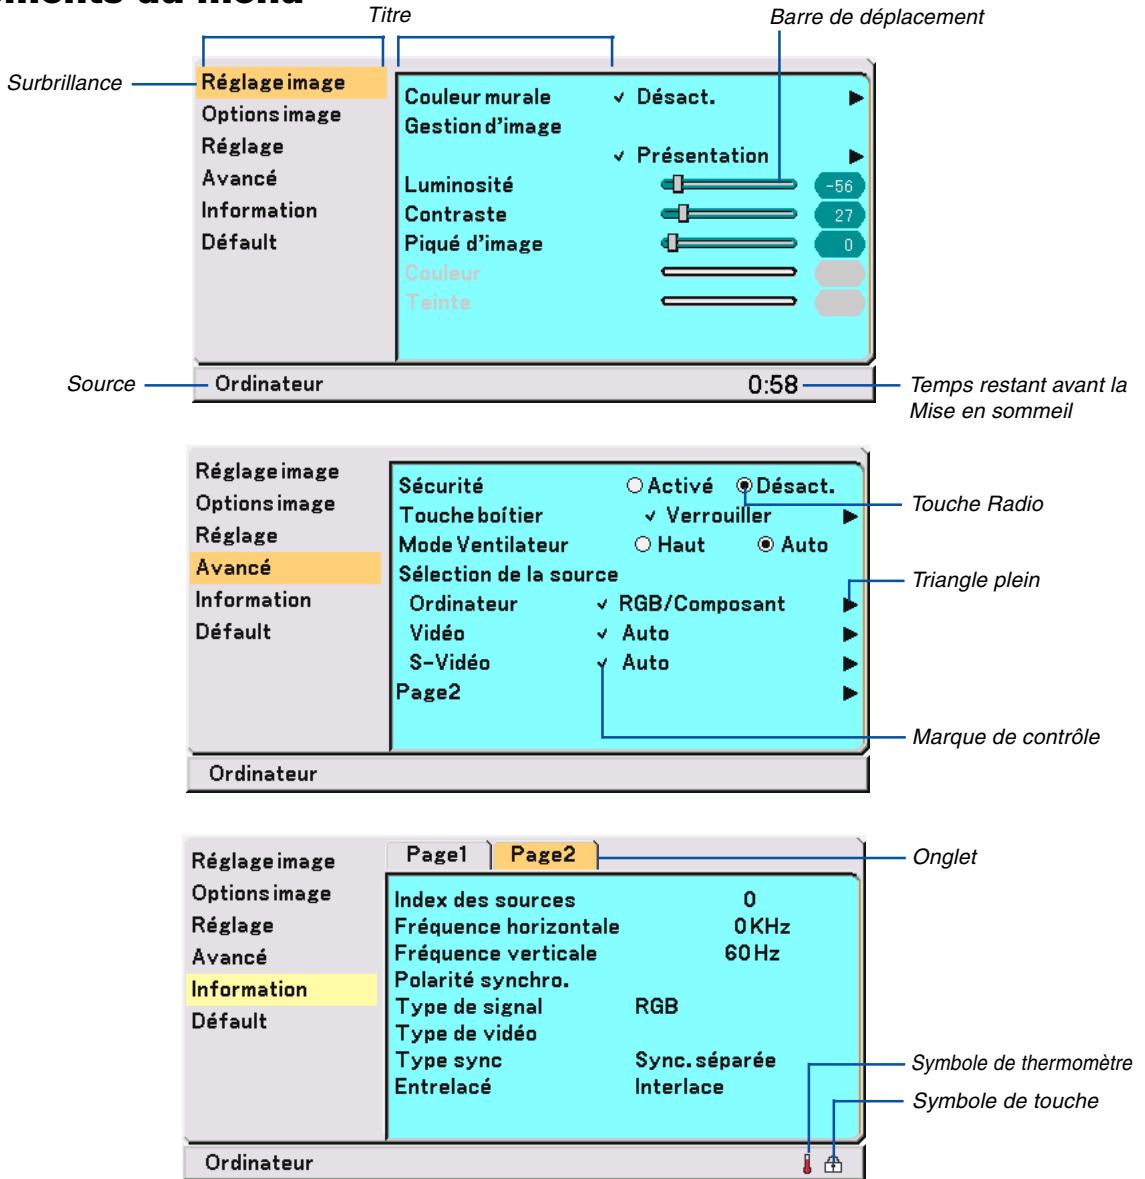 ments du menu
Titre
Barre de déplacement
Surbrillance
Réglage image
Options image
Réglage
Avancé
Information
Défault
Couleur murale ✓ Désact. ▶
Gestion d'image
✓ Présentation ▶
Luminosité -56
Contraste 27
Piqué d'image 0
Couleur
Teinte
Source
Ordinateur 0:58
Temps restant avant la
Mise en sommeil
Réglage image
Options image
Réglage
Avancé
Information
Défault
Sécurité Activé Désact.
Touche boîtier ✓ Verrouiller ▶
Mode Ventilateur Haut Auto
Sélection de la source
Ordinateur ✓ RGB/Composant ▶
Vidéo ✓ Auto ▶
S-Vidéo ✓ Auto ▶
Page2 ▶
Touche Radio
Triangle plein
Marque de contrôle
Ordinateur
Réglage image
Options image
Réglage
Avancé
Information
Défault
Page1 Page2
Onglet
Index des sources 0
Fréquence horizontale 0 KHz
Fréquence verticale 60 Hz
Polarité synchro.
Type de signal RGB
Type de vidéo
Type sync Sync. séparée
Entrelacé Interlace
Symbole de thermomètre
Symbole de touche
Ordinateur